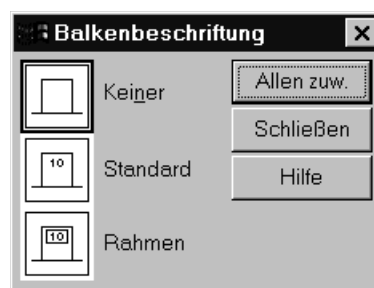 Balkenbeschriftung
Keiner
Allen zuw.
Schließen
10
Standard
Hilfe
10
Rahmen